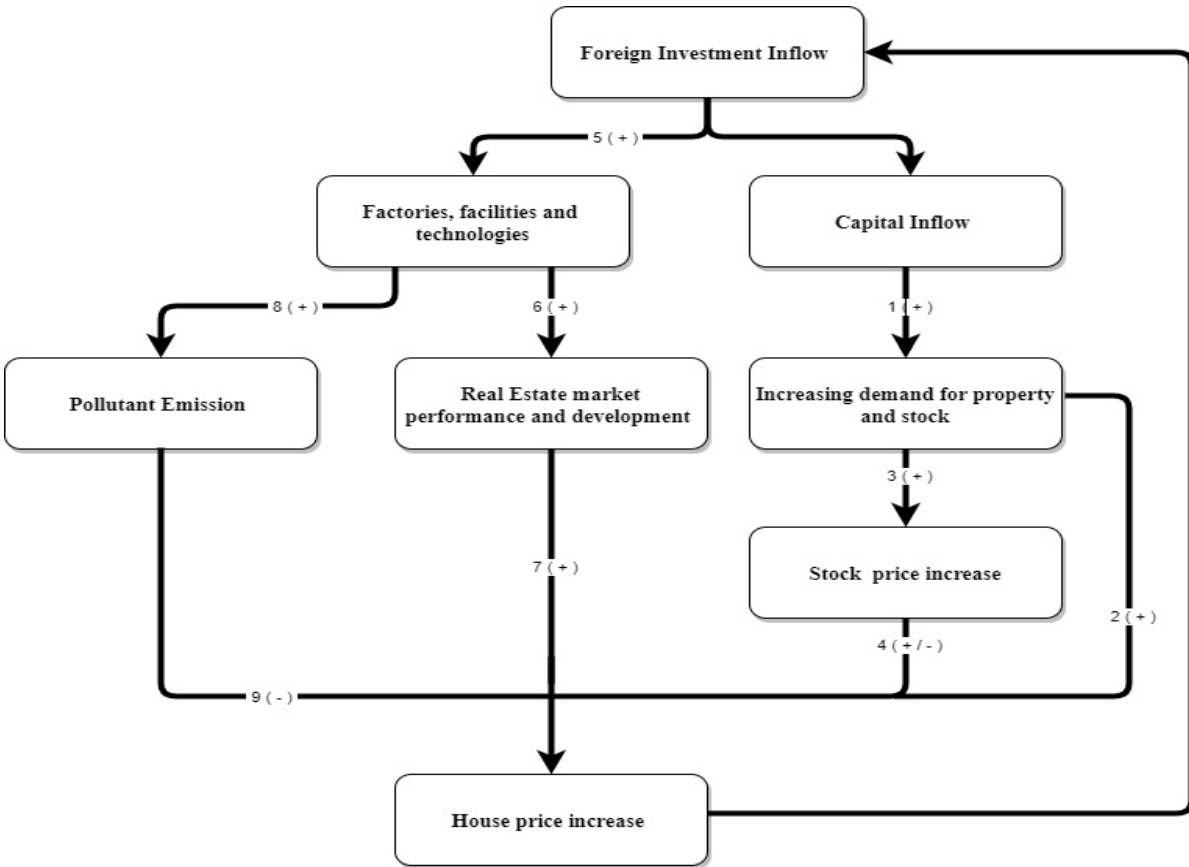 Foreign Investment Inflow
5 ( + )
Factories, facilities and
technologies
Capital Inflow
8 ( + )
6 ( + )
1 ( + )
Pollutant Emission
Real Estate market
performance and development
Increasing demand for property
and stock
3 ( + )
Stock price increase
7 ( + )
2 ( + )
4 ( + / - )
9 ( - )
House price increase